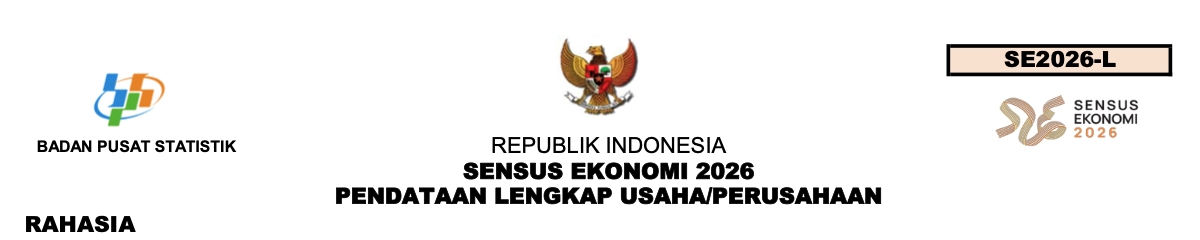 SE2026-L
SENSUS
EKONOMI
2026
BADAN PUSAT STATISTIK
REPUBLIK INDONESIA
SENSUS EKONOMI 2026
PENDATAAN LENGKAP USAHA/PERUSAHAAN
RAHASIA